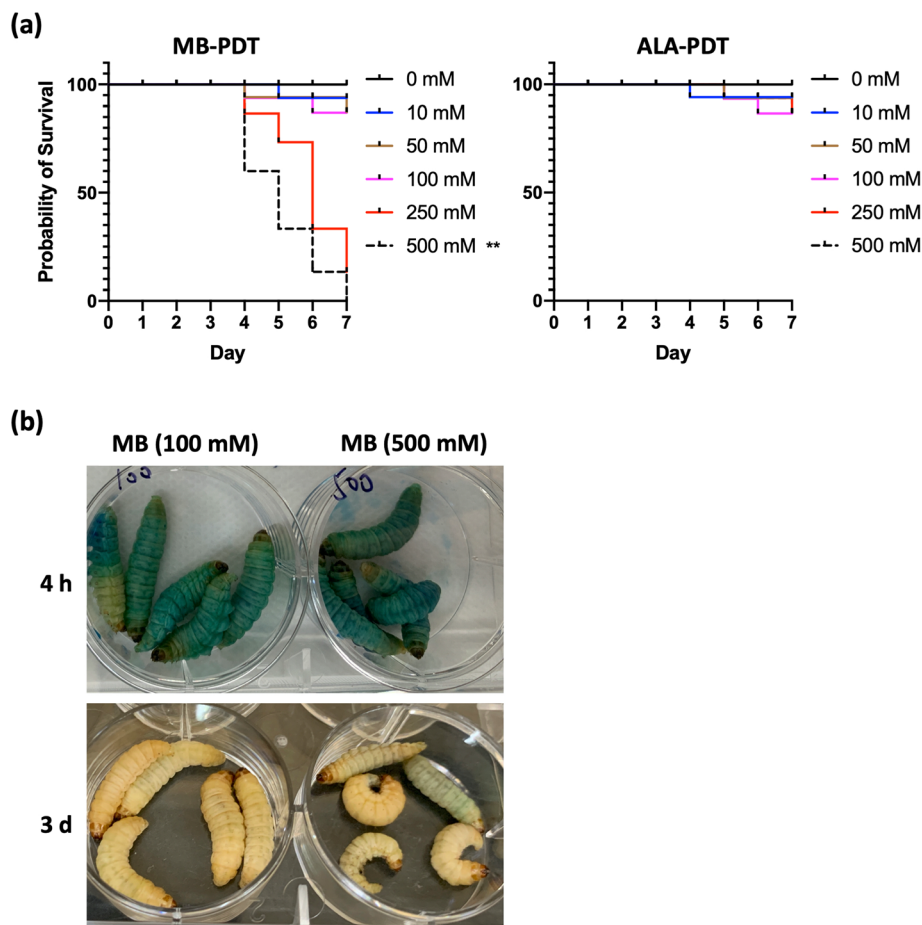 (a)
MB-PDT
Probability of Survival
100
50
0
0 1 2 3 4 5 6 7
Day
0 mM
10 mM
50 mM
100 mM
250 mM
500 mM **
ALA-PDT
100
50
0
0 1 2 3 4 5 6 7
Day
0 mM
10 mM
50 mM
100 mM
250 mM
500 mM
(b)
MB (100 mM)
MB (500 mM)
4 h
100
500
3 d